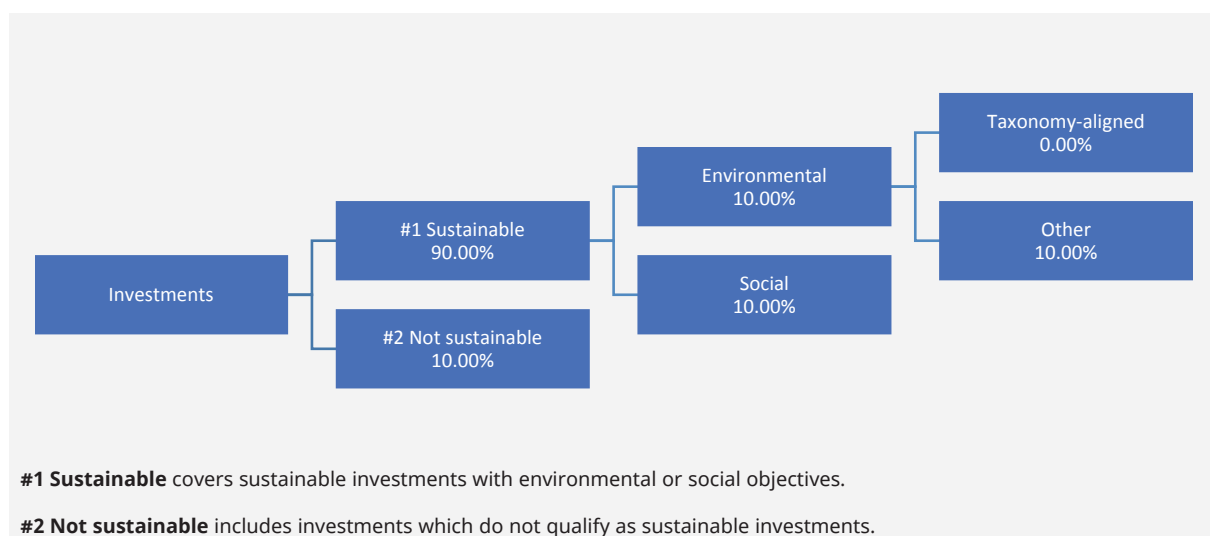 Investments
#1 Sustainable
90.00%
#2 Not sustainable
10.00%
Environmental
10.00%
Social
10.00%
Taxonomy-aligned
0.00%
Other
10.00%
#1 Sustainable covers sustainable investments with environmental or social objectives.
#2 Not sustainable includes investments which do not qualify as sustainable investments.